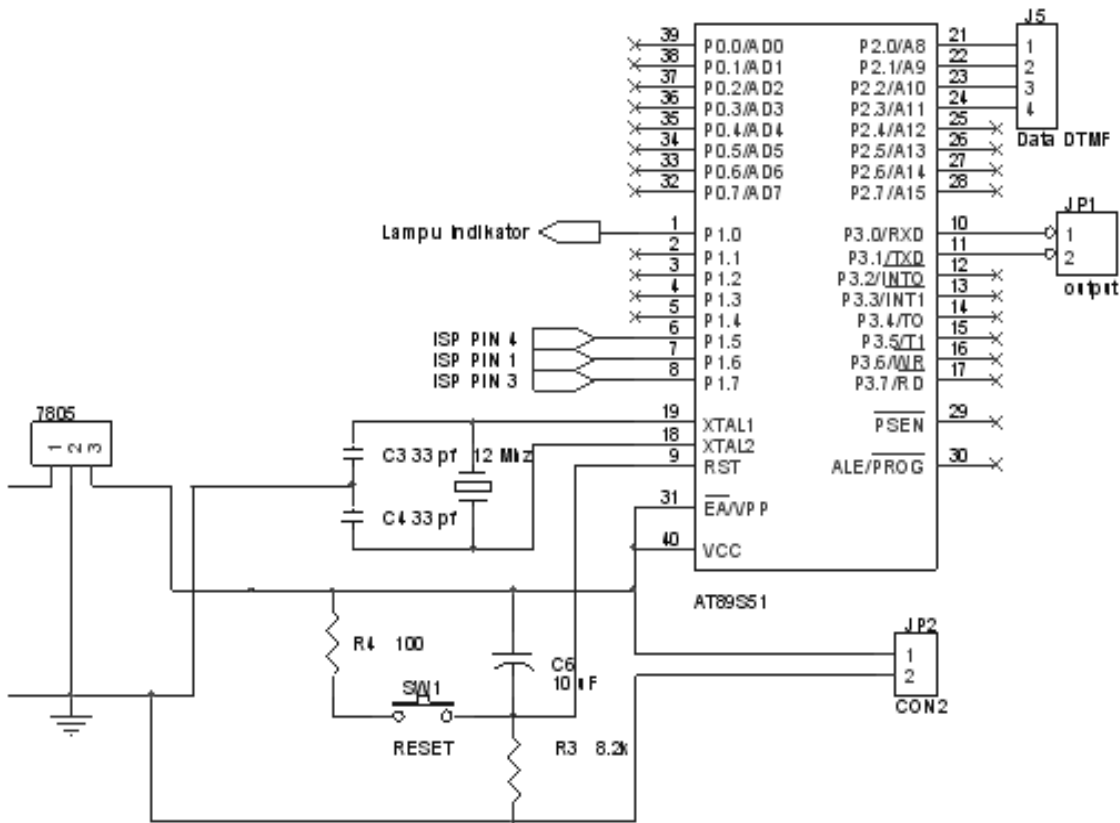 J5
39 P0.0/AD0 P2.0/A8 21 1
38 P0.1/AD1 P2.1/A9 22 2
37 P0.2/AD2 P2.2/A10 23 3
36 P0.3/AD3 P2.3/A11 24 4
35 P0.4/AD4 P2.4/A12 25
34 P0.5/AD5 P2.5/A13 26
33 P0.6/AD6 P2.6/A14 27
32 P0.7/AD7 P2.7/A15 28
Data DTMF
JP1
Lampu Indikator 1 P1.0 P3.0/RXD 10 1
2 P1.1 P3.1/TXD 11 2
3 P1.2 P3.2/INT0 12
4 P1.3 P3.3/INT1 13
output
5 P1.4 P3.4/T0 14
ISP PIN 4 6 P1.5 P3.5/T1 15
ISP PIN 1 7 P1.6 P3.6/WR 16
ISP PIN 3 8 P1.7 P3.7/RD 17
7805
1 2 3
19 XTAL1 PSEN 29
18 XTAL2
C3 33 pf 12 Mhz
9 RST ALE/PROG 30
31 EA/VPP
C4 33 pf
40 VCC
AT89S51
JP2
1
2
CON2
R4 100
C6
10 uF
SW1
RESET
R3 8.2k